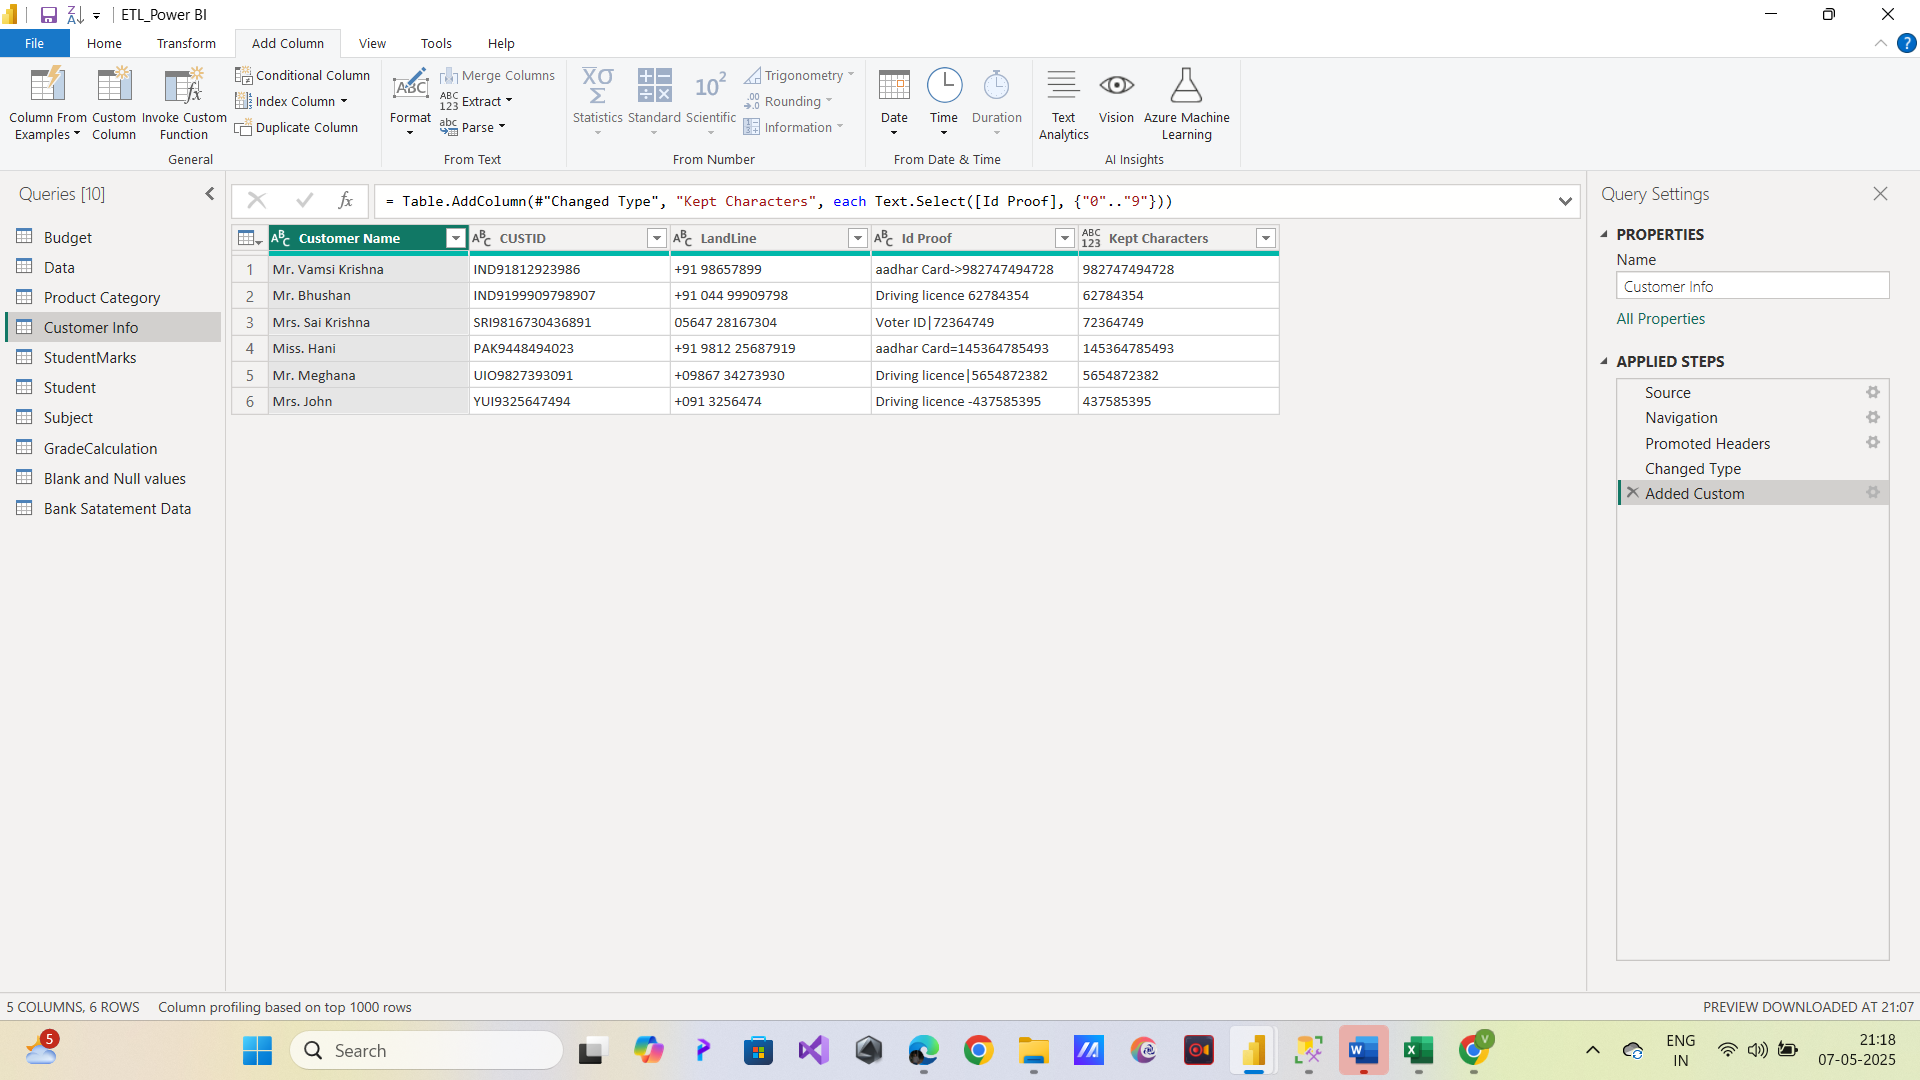 ETL_Power BI
File Home Transform Add Column View Tools Help
Column From Examples
Custom Column
Invoke Custom Function
Conditional Column
Index Column
Duplicate Column
General
Format
Merge Columns
Extract
Parse
From Text
Statistics
Standard
Scientific
Trigonometry
Rounding
Information
From Number
Date
Time
Duration
From Date & Time
Text Analytics
Vision
Azure Machine Learning
AI Insights
Queries [10]
Budget
Data
Product Category
Customer Info
StudentMarks
Student
Subject
GradeCalculation
Blank and Null values
Bank Satatement Data
= Table.AddColumn(#"Changed Type", "Kept Characters", each Text.Select([Id Proof], {"0".."9"}))
Customer Name CUSTID LandLine Id Proof Kept Characters
1 Mr. Vamsi Krishna IND91812923986 +91 98657899 aadhar Card->982747494728 982747494728
2 Mr. Bhushan IND9199909798907 +91 044 99909798 Driving licence 62784354 62784354
3 Mrs. Sai Krishna SRI9816730436891 05647 28167304 Voter ID|72364749 72364749
4 Miss. Hani PAK9448494023 +91 9812 25687919 aadhar Card=145364785493 145364785493
5 Mr. Meghana UIO9827393091 +09867 34273930 Driving licence|5654872382 5654872382
6 Mrs. John YUI9325647494 +091 3256474 Driving licence -437585395 437585395
Query Settings
PROPERTIES
Name
Customer Info
All Properties
APPLIED STEPS
Source
Navigation
Promoted Headers
Changed Type
Added Custom
5 COLUMNS, 6 ROWS Column profiling based on top 1000 rows
PREVIEW DOWNLOADED AT 21:07
5
Search
ENG
IN
21:18
07-05-2025